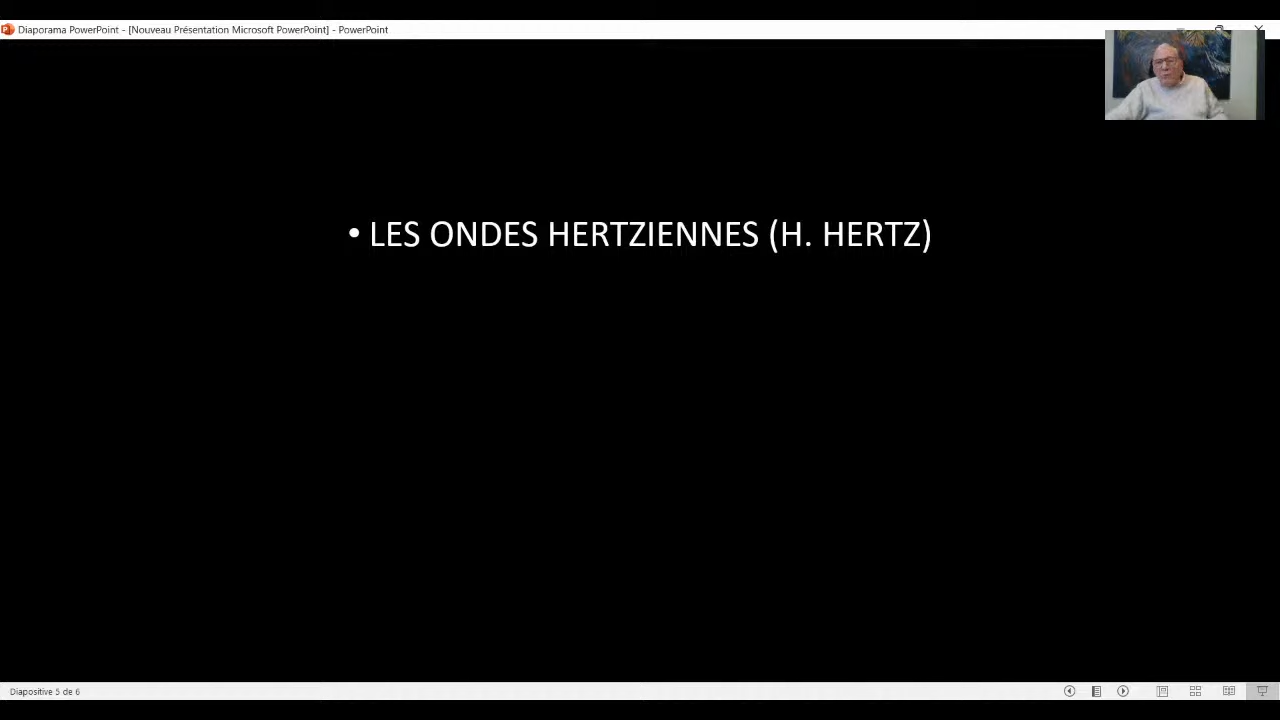 Diaporama PowerPoint - [Nouveau Présentation Microsoft PowerPoint] - PowerPoint
• LES ONDES HERTZIENNES (H. HERTZ)
Diapositive 5 de 6